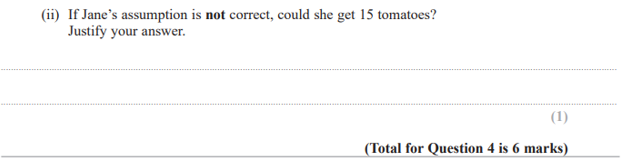 (ii) If Jane's assumption is not correct, could she get 15 tomatoes?
Justify your answer.
(1)
(Total for Question 4 is 6 marks)